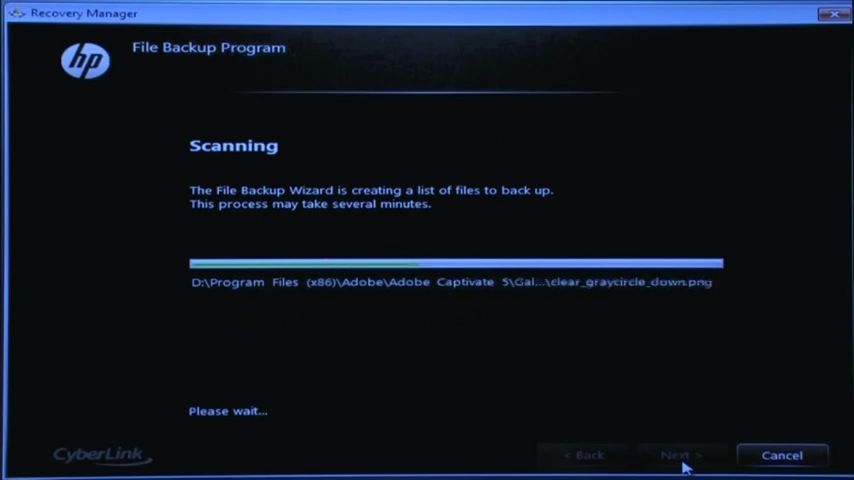 Recovery Manager
hp
File Backup Program
Scanning
The File Backup Wizard is creating a list of files to back up.
This process may take several minutes.
D:\Program Files (x86)\Adobe\Adobe Captivate 5\Gal...\clear_graycircle_down.png
Please wait...
CyberLink
< Back
Next >
Cancel